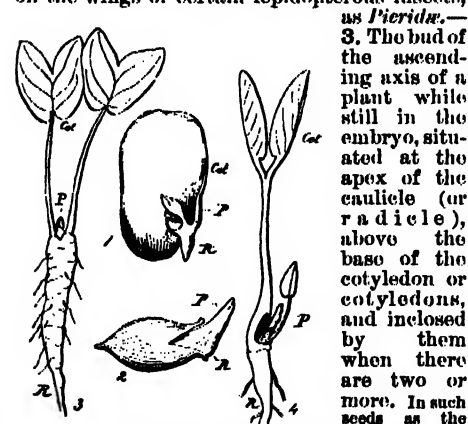 on the wings of certain lepidopterous insects,
as Pieridæ.—
3. The bud of
the ascend-
ing axis of a
plant while
still in the
embryo, situ-
ated at the
apex of the
caulicle (or
radicle),
above the
base of the
cotyledon or
cotyledons,
and inclosed
by them
when there
are two or
more. In such
seeds as the
Cot
P
R
3
1
Cot
P
R
P
R
2
Cot
P
R
4